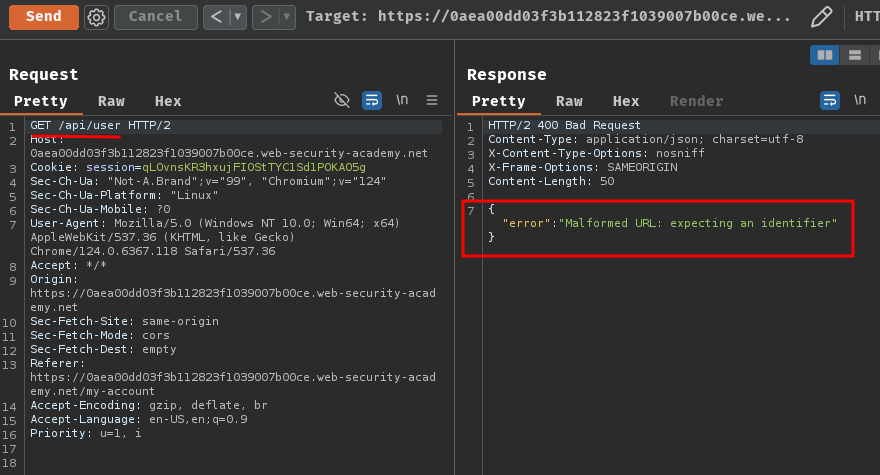 Send Cancel < > Target: https://0aea00dd03f3b112823f1039007b00ce.we... HTT
Request
Pretty Raw Hex \n
1 GET /api/user HTTP/2
2 Host:
0aea00dd03f3b112823f1039007b00ce.web-security-academy.net
3 Cookie: session=qLOvnsKR3hxujFIOStTYClSdlPOKAO5g
4 Sec-Ch-Ua: "Not-A.Brand";v="99", "Chromium";v="124"
5 Sec-Ch-Ua-Platform: "Linux"
6 Sec-Ch-Ua-Mobile: ?0
7 User-Agent: Mozilla/5.0 (Windows NT 10.0; Win64; x64)
AppleWebKit/537.36 (KHTML, like Gecko)
Chrome/124.0.6367.118 Safari/537.36
8 Accept: */*
9 Origin:
https://0aea00dd03f3b112823f1039007b00ce.web-security-acad
emy.net
10 Sec-Fetch-Site: same-origin
11 Sec-Fetch-Mode: cors
12 Sec-Fetch-Dest: empty
13 Referer:
https://0aea00dd03f3b112823f1039007b00ce.web-security-acad
emy.net/my-account
14 Accept-Encoding: gzip, deflate, br
15 Accept-Language: en-US,en;q=0.9
16 Priority: u=1, i
17
18
Response
Pretty Raw Hex Render \n
1 HTTP/2 400 Bad Request
2 Content-Type: application/json; charset=utf-8
3 X-Content-Type-Options: nosniff
4 X-Frame-Options: SAMEORIGIN
5 Content-Length: 50
6
7 {
"error":"Malformed URL: expecting an identifier"
}